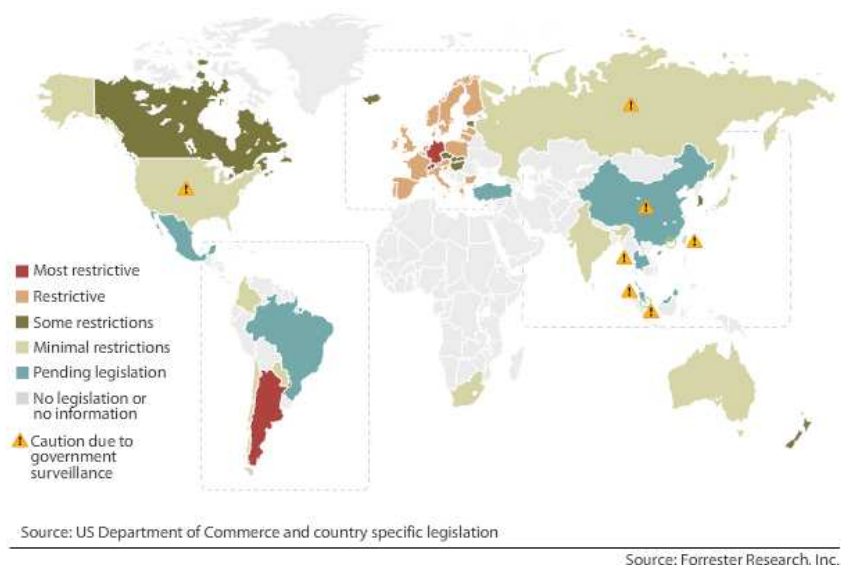 Most restrictive
Restrictive
Some restrictions
Minimal restrictions
Pending legislation
No legislation or
no information
Caution due to
government
surveillance
Source: US Department of Commerce and country specific legislation
Source: Forrester Research, Inc.